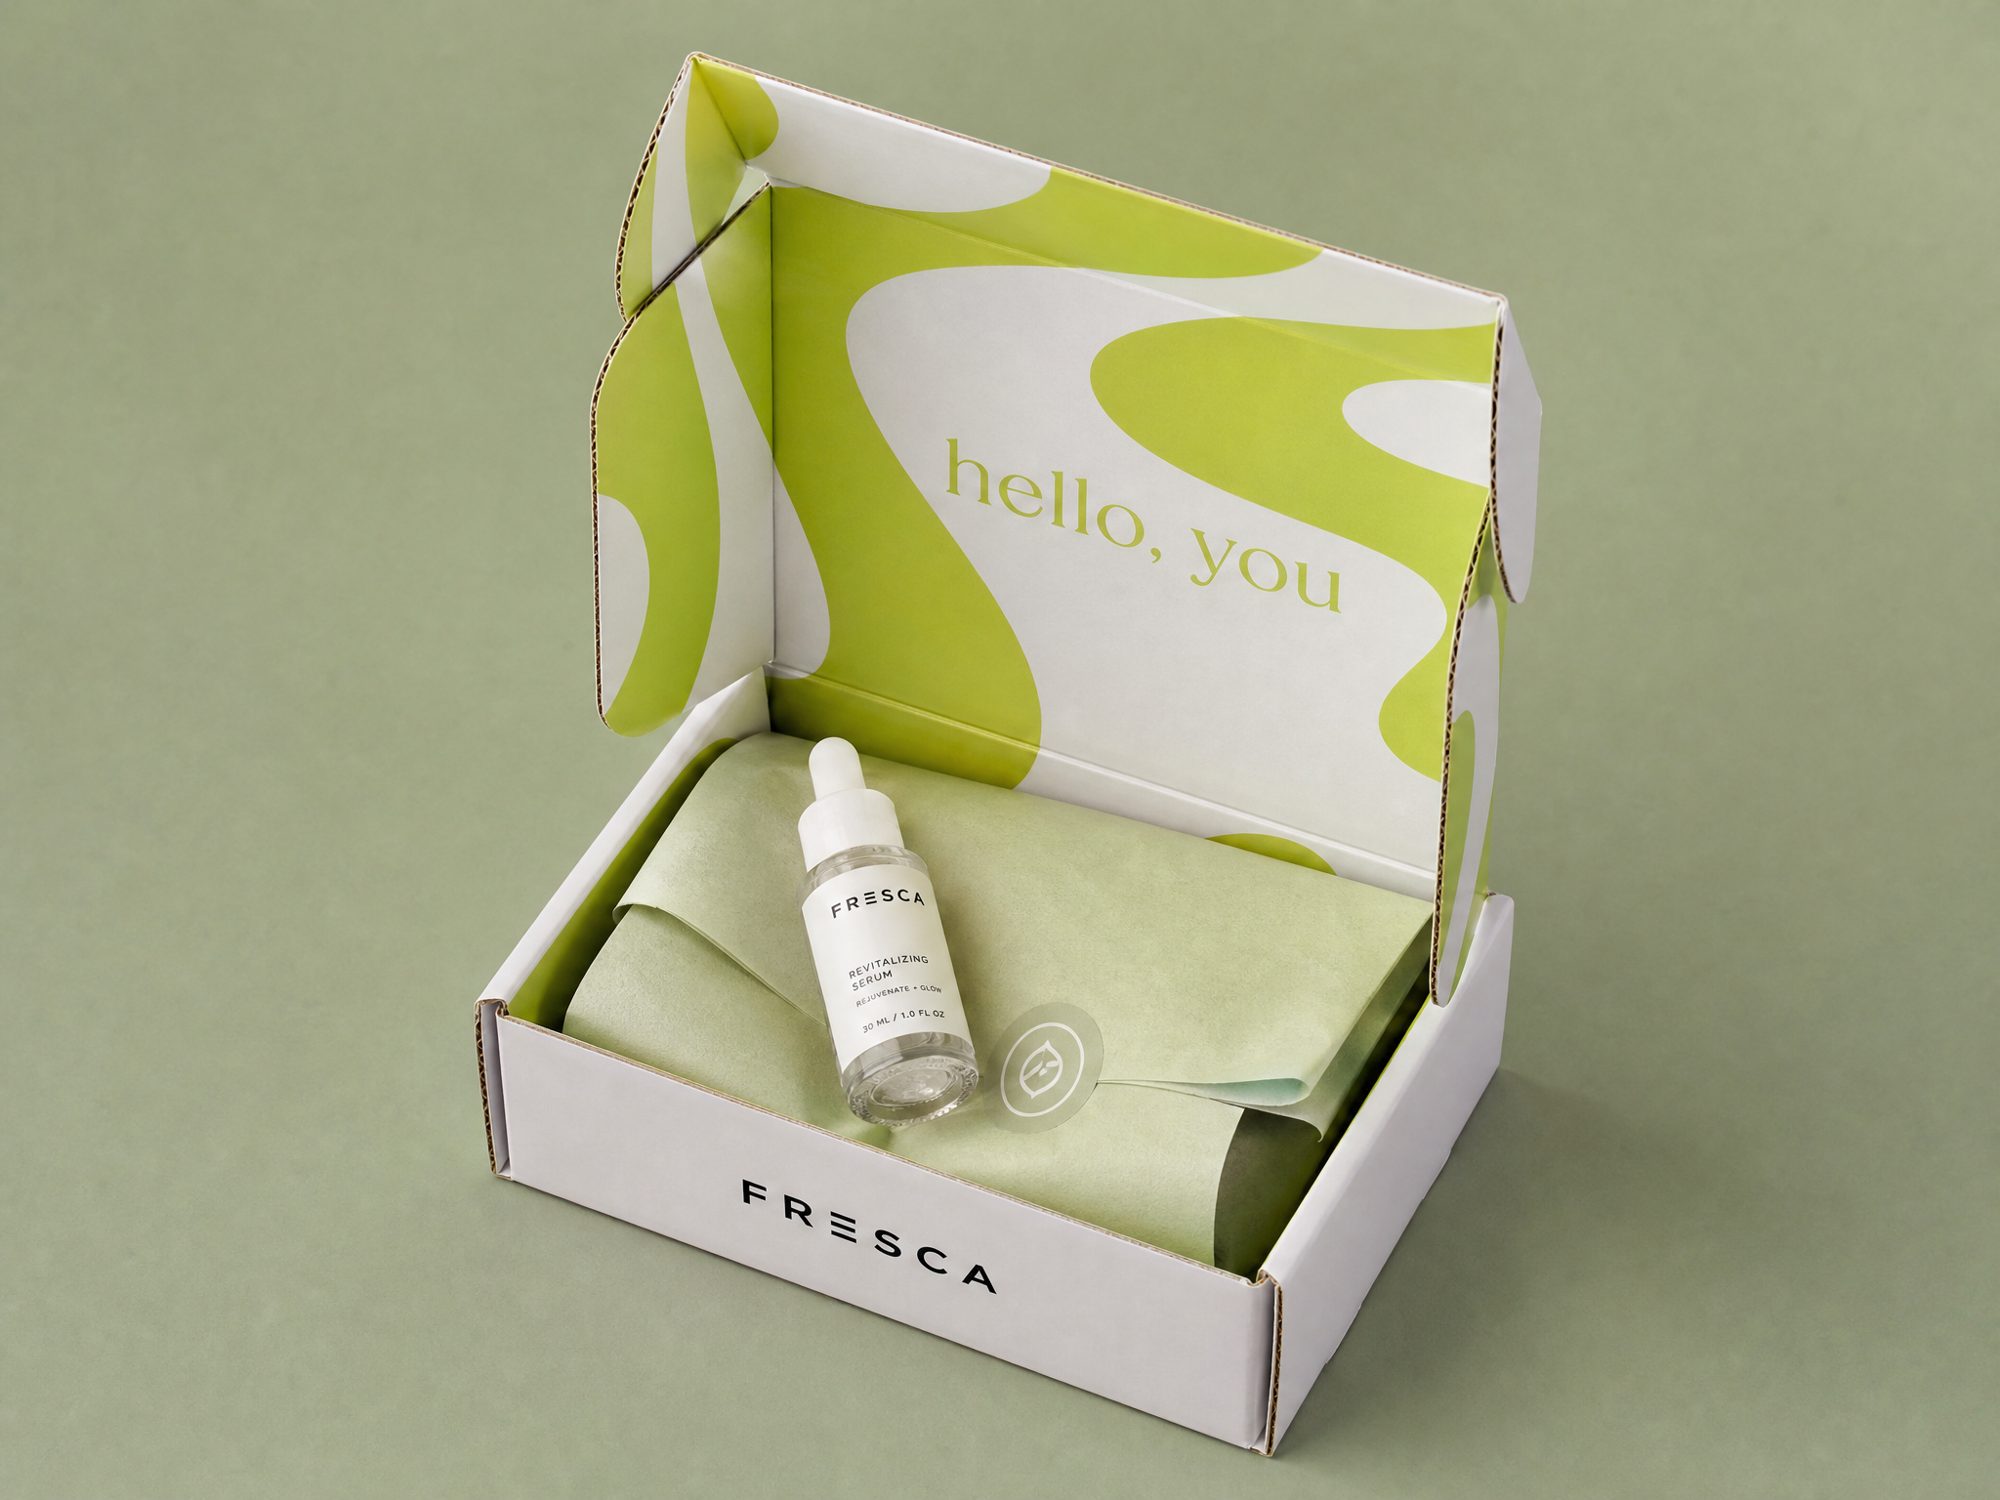 hello, you
FRESCA
REVITALIZING
SERUM
REJUVENATE + GLOW
30 ML / 1.0 FL OZ
FRESCA